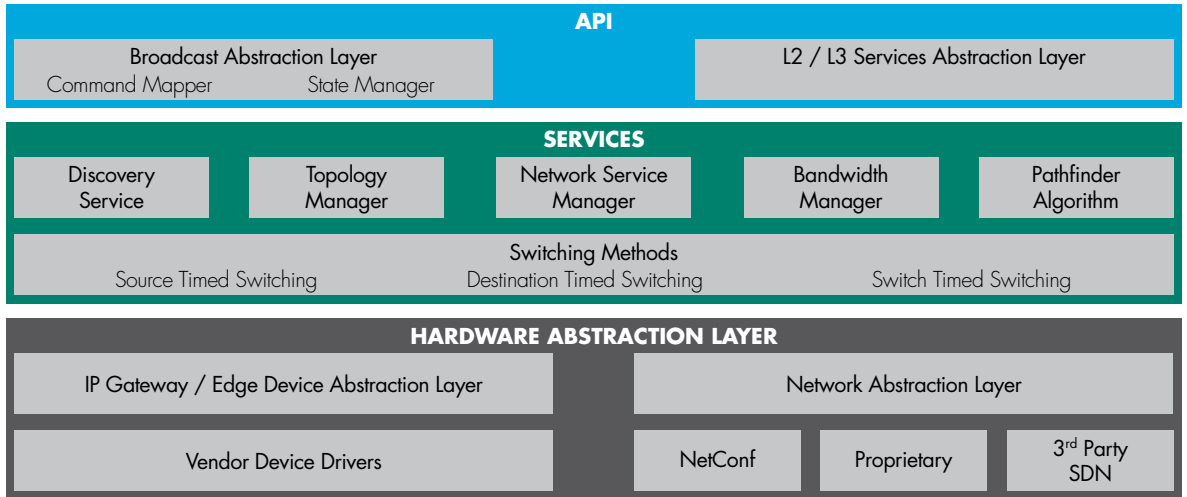 API
Broadcast Abstraction Layer
Command Mapper State Manager
L2 / L3 Services Abstraction Layer
SERVICES
Discovery
Service
Topology
Manager
Network Service
Manager
Bandwidth
Manager
Pathfinder
Algorithm
Switching Methods
Source Timed Switching Destination Timed Switching Switch Timed Switching
HARDWARE ABSTRACTION LAYER
IP Gateway / Edge Device Abstraction Layer
Network Abstraction Layer
Vendor Device Drivers
NetConf
Proprietary
3rd Party
SDN